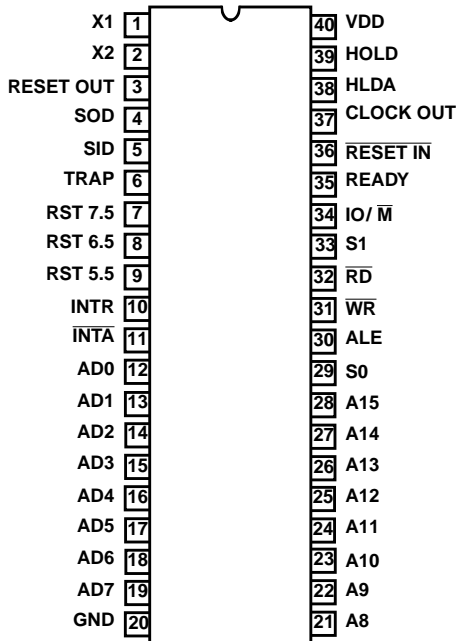 X1 1 40 VDD
X2 2 39 HOLD
RESET OUT 3 38 HLDA
SOD 4 37 CLOCK OUT
SID 5 36 RESET IN
TRAP 6 35 READY
RST 7.5 7 34 IO/ M
RST 6.5 8 33 S1
RST 5.5 9 32 RD
INTR 10 31 WR
INTA 11 30 ALE
AD0 12 29 S0
AD1 13 28 A15
AD2 14 27 A14
AD3 15 26 A13
AD4 16 25 A12
AD5 17 24 A11
AD6 18 23 A10
AD7 19 22 A9
GND 20 21 A8